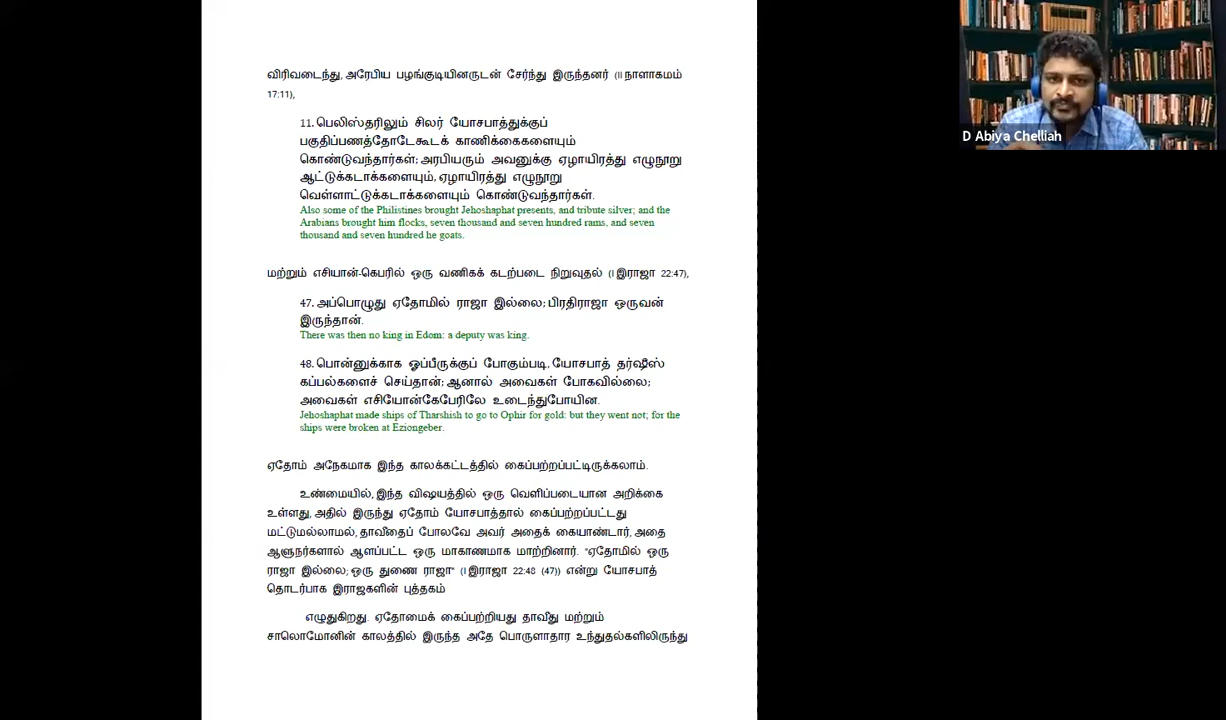 விரிவடைந்து, அரேபிய பழங்குடியினருடன் சேர்ந்து இருந்தனர் (II நாளாகமம்
17:11),
11. பெலிஸ்தரிலும் சிலர் யோசபாத்துக்குப்
பகுதிப்பணத்தோடேகூடக் காணிக்கைகளையும்
கொண்டுவந்தார்கள்; அரபியரும் அவனுக்கு ஏழாயிரத்து எழுநூறு
ஆட்டுக்கடாக்களையும், ஏழாயிரத்து எழுநூறு
வெள்ளாட்டுக்கடாக்களையும் கொண்டுவந்தார்கள்.
Also some of the Philistines brought Jehoshaphat presents, and tribute silver; and the
Arabians brought him flocks, seven thousand and seven hundred rams, and seven
thousand and seven hundred he goats.
மற்றும் எசியான்-கெபரில் ஒரு வணிகக் கடற்படை நிறுவுதல் (I இராஜா 22:47),
47. அப்பொழுது ஏதோமில் ராஜா இல்லை; பிரதிராஜா ஒருவன்
இருந்தான்.
There was then no king in Edom: a deputy was king.
48. பொன்னுக்காக ஓப்பீருக்குப் போகும்படி, யோசபாத் தர்ஷீஸ்
கப்பல்களைச் செய்தான்; ஆனால் அவைகள் போகவில்லை;
அவைகள் எசியோன்கேபேரிலே உடைந்துபோயின.
Jehoshaphat made ships of Tharshish to go to Ophir for gold: but they went not; for the
ships were broken at Eziongeber.
ஏதோம் அநேகமாக இந்த காலக்கட்டத்தில் கைப்பற்றப்பட்டிருக்கலாம்.
உண்மையில், இந்த விஷயத்தில் ஒரு வெளிப்படையான அறிக்கை
உள்ளது, அதில் இருந்து ஏதோம் யோசபாத்தால் கைப்பற்றப்பட்டது
மட்டுமல்லாமல், தாவீதைப் போலவே அவர் அதைக் கையாண்டார், அதை
ஆளுநர்களால் ஆளப்பட்ட ஒரு மாகாணமாக மாற்றினார். "ஏதோமில் ஒரு
ராஜா இல்லை; ஒரு துணை ராஜா" (I இராஜா 22:48 (47)) என்று யோசபாத்
தொடர்பாக இராஜகளின் புத்தகம்
எழுதுகிறது. ஏதோமைக் கைப்பற்றியது தாவீது மற்றும்
சாலொமோனின் காலத்தில் இருந்த அதே பொருளாதார உந்துதல்களிலிருந்து
D Abiya Chelliah